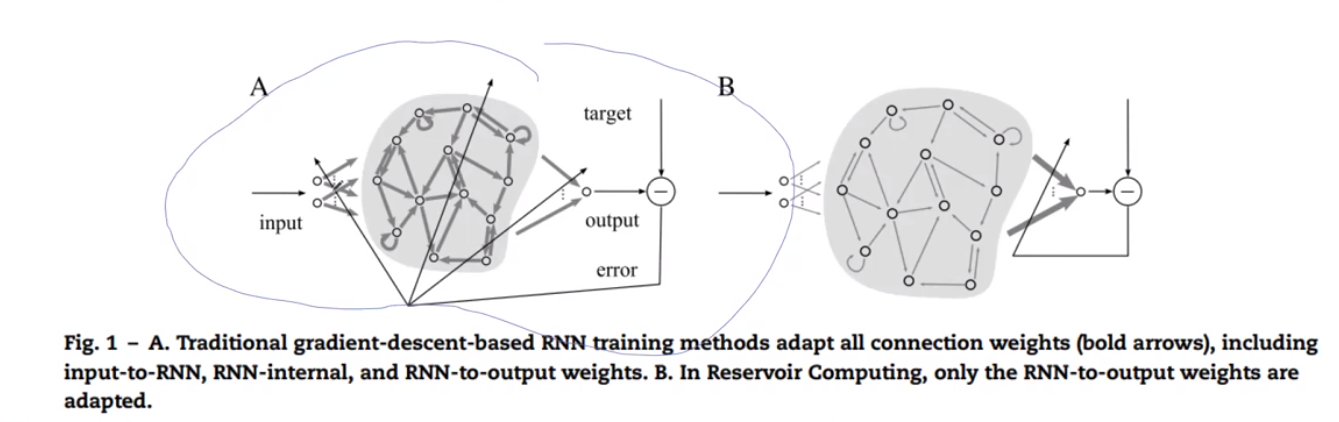 A
B
target
input
output
error
Fig. 1 – A. Traditional gradient-descent-based RNN training methods adapt all connection weights (bold arrows), including
input-to-RNN, RNN-internal, and RNN-to-output weights. B. In Reservoir Computing, only the RNN-to-output weights are
adapted.